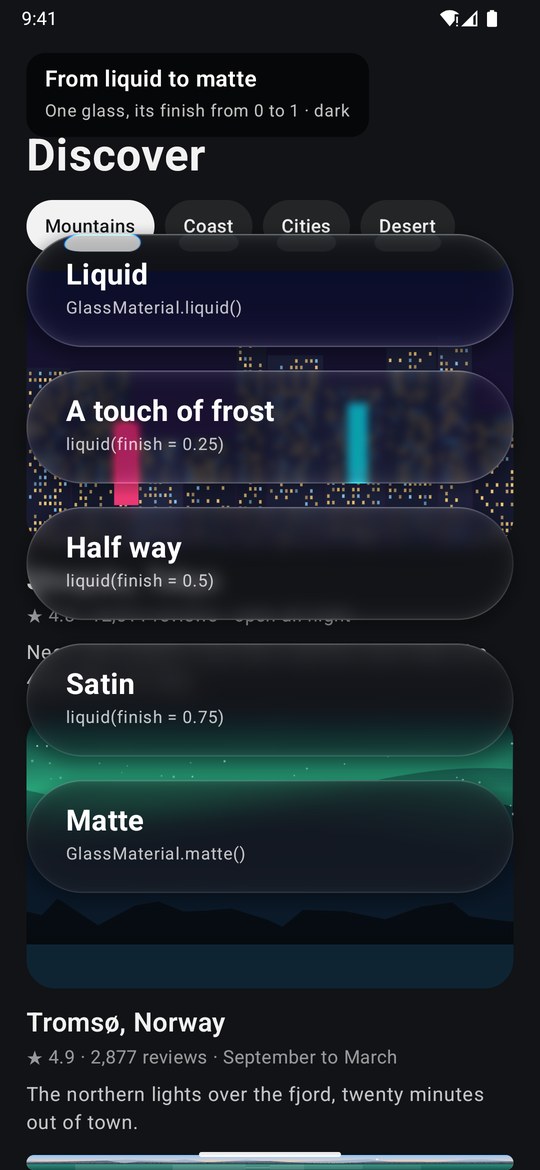 9:41
From liquid to matte
One glass, its finish from 0 to 1 · dark
Discover
Mountains
Coast
Cities
Desert
Liquid
GlassMaterial.liquid()
A touch of frost
liquid(finish = 0.25)
Half way
liquid(finish = 0.5)
Satin
liquid(finish = 0.75)
Matte
GlassMaterial.matte()
Tromsø, Norway
★ 4.9 · 2,877 reviews · September to March
The northern lights over the fjord, twenty minutes
out of town.